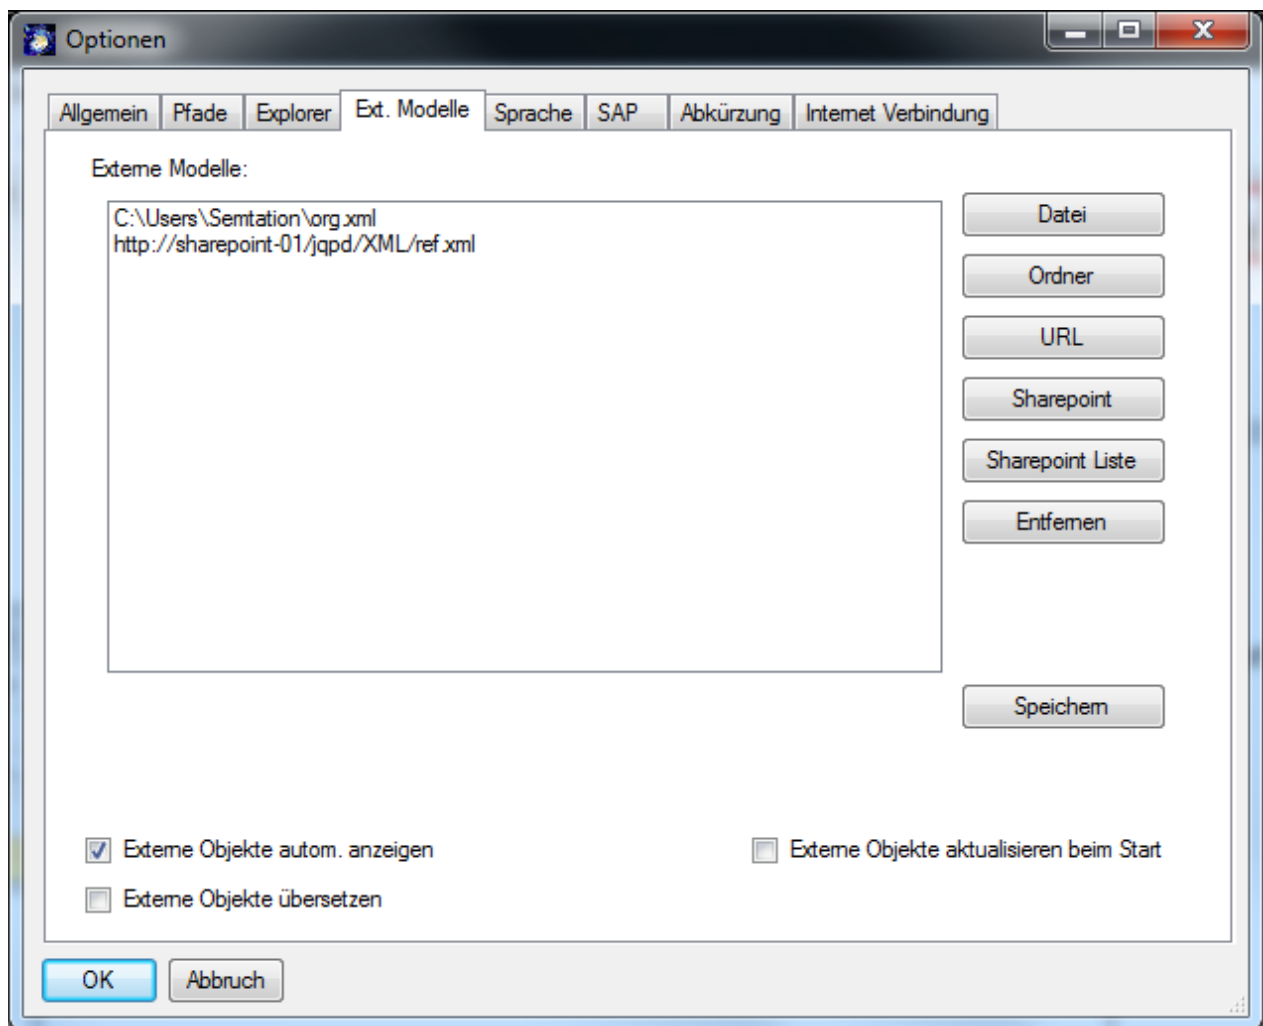 Optionen
Allgemein Pfade Explorer Ext. Modelle Sprache SAP Abkürzung Internet Verbindung
Externe Modelle:
C:\Users\Semtation\org.xml
http://sharepoint-01/jqpd/XML/ref.xml
Datei
Ordner
URL
Sharepoint
Sharepoint Liste
Entfernen
Speichern
Externe Objekte autom. anzeigen
Externe Objekte aktualisieren beim Start
Externe Objekte übersetzen
OK Abbruch